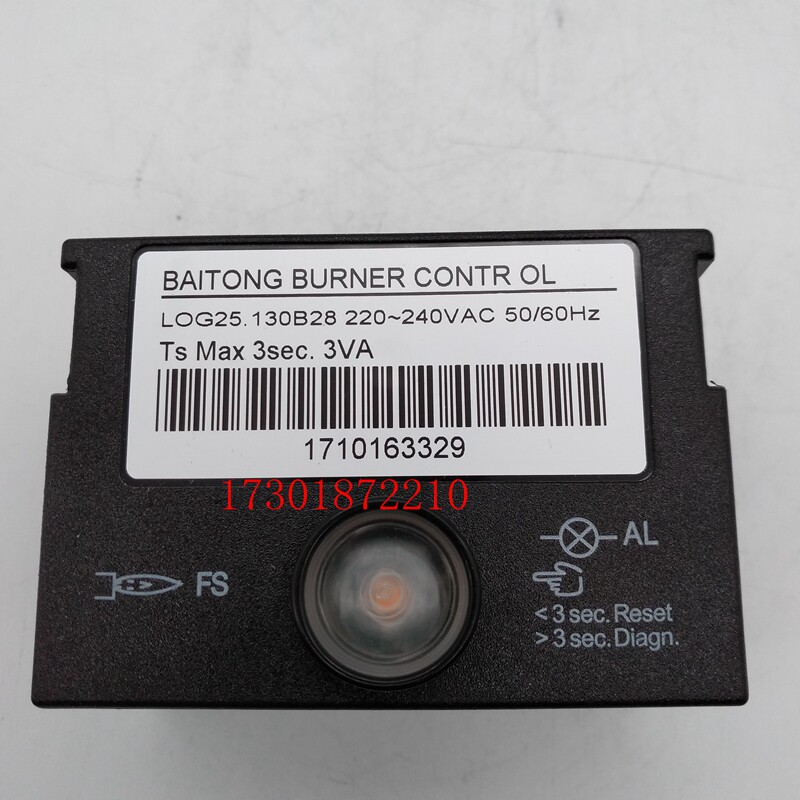 BAITONG BURNER CONTR OL
LOG25.130B28 220~240VAC 50/60Hz
Ts Max 3sec. 3VA
1710163329
17301872210
FS
AL
< 3 sec. Reset
> 3 sec. Diagn.